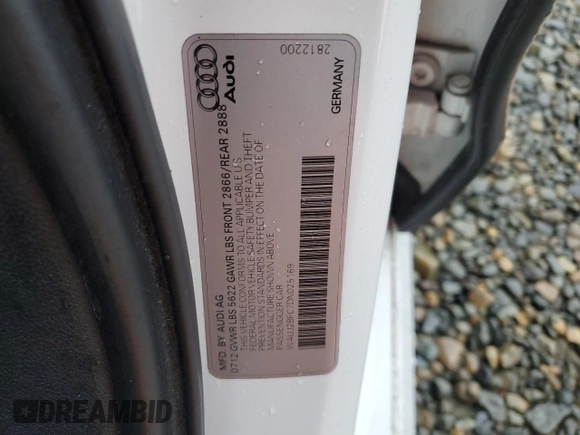 Audi
2812200
GERMANY
MFD. BY AUDI AG
0712 GVWR LBS 5622 GAWR LBS FRONT 2866/REAR 2888
THIS VEHICLE CONFORMS TO ALL APPLICABLE U.S.
FEDERAL MOTOR VEHICLE SAFETY BUMPER AND THEFT
PREVENTION STANDARDS IN EFFECT ON THE DATE OF
MANUFACTURE SHOWN ABOVE
PASSENGER CAR
DREAMBID